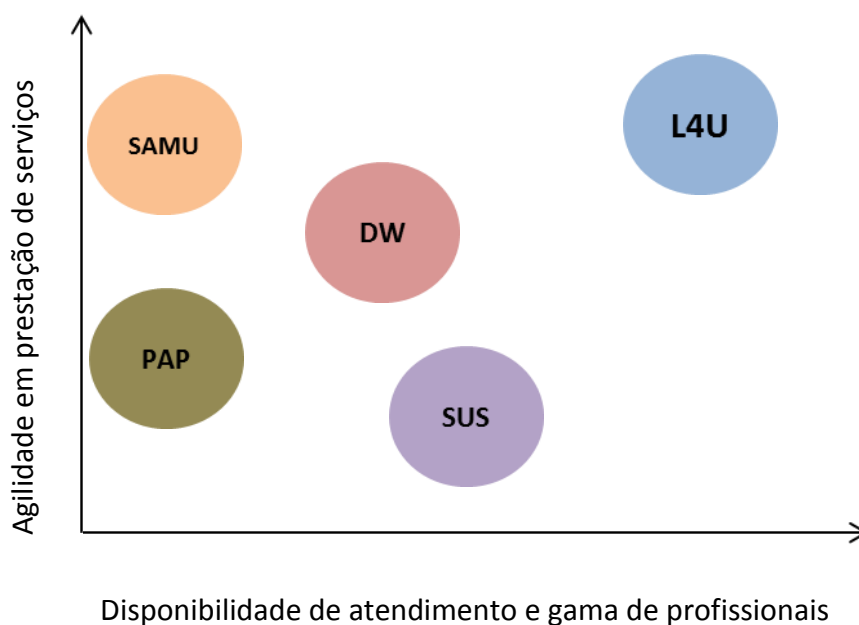 Agilidade em prestação de serviços
SAMU
L4U
DW
PAP
SUS
Disponibilidade de atendimento e gama de profissionais